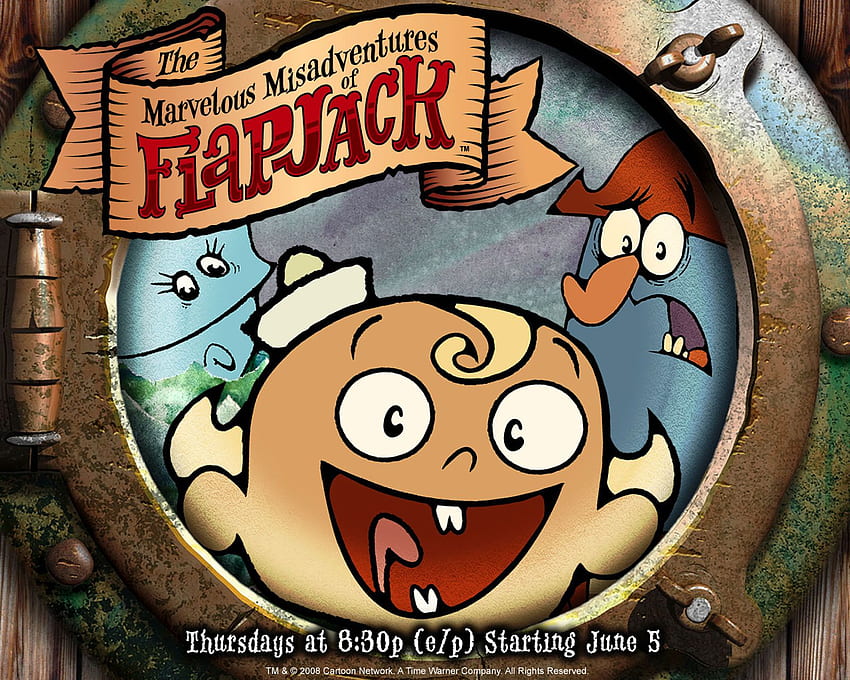 The
Marvelous Misadventures
of
FlapJack
TM
Thursdays at 8:30p (e/p) Starting June 5
TM & © 2008 Cartoon Network. A Time Warner Company. All Rights Reserved.